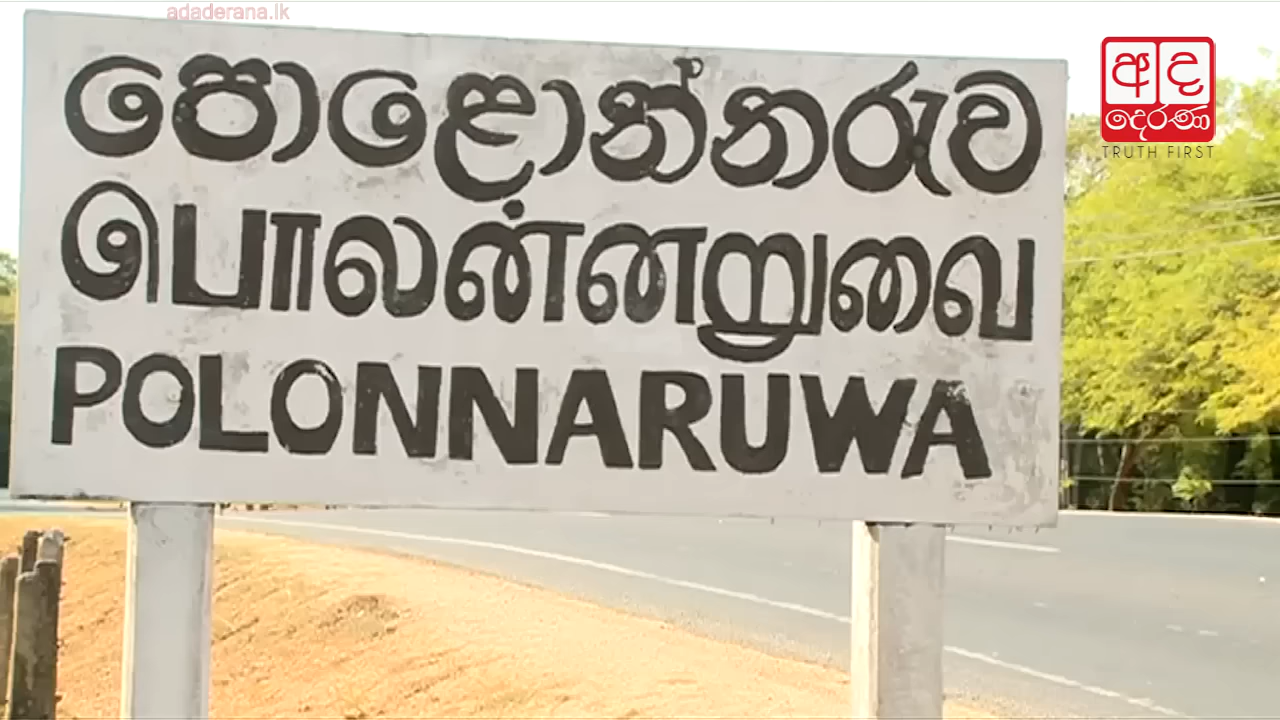 adaderana.lk
අද
දෙරණ
TRUTH FIRST
පොළොන්නරුව
பொலன்னறுவை
POLONNARUWA